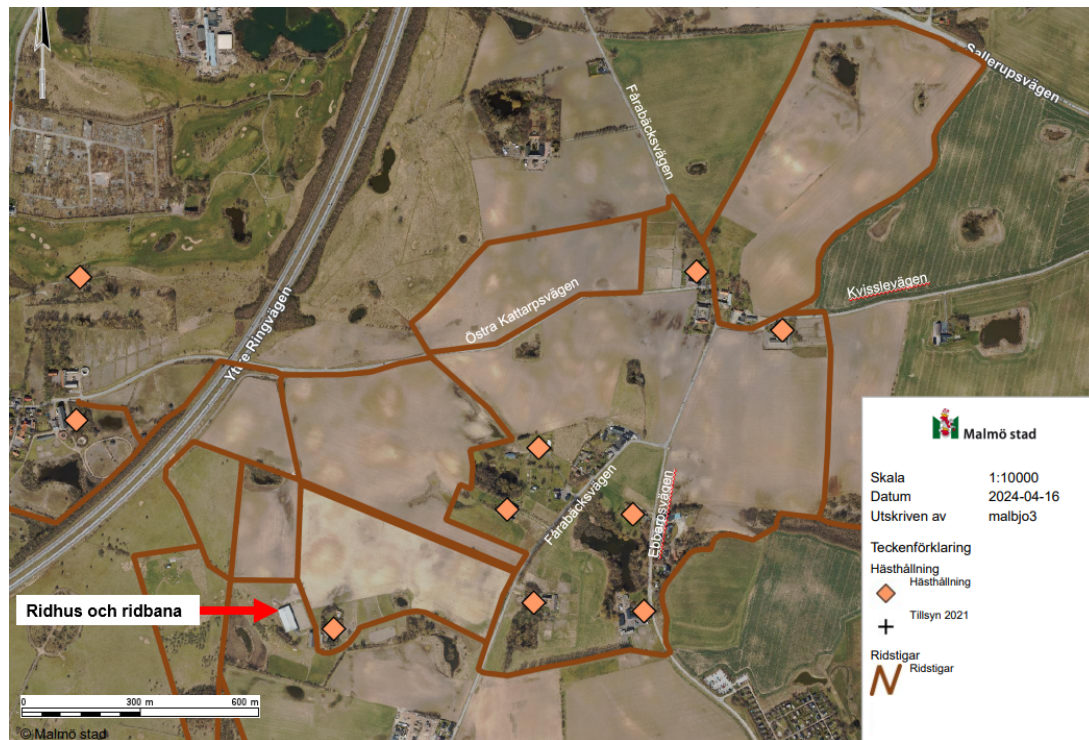 Sallerupsvägen
Fårabäcksvägen
Kvisslevägen
Östra Kattarpsvägen
Yttre Ringvägen
Fårabäcksvägen
Ebbarpsvägen
Ridhus och ridbana
0 300 m 600 m
© Malmö stad
Malmö stad
Skala 1:10000
Datum 2024-04-16
Utskriven av malbjo3
Teckenförklaring
Hästhållning
Hästhållning
Tillsyn 2021
Ridstigar
Ridstigar